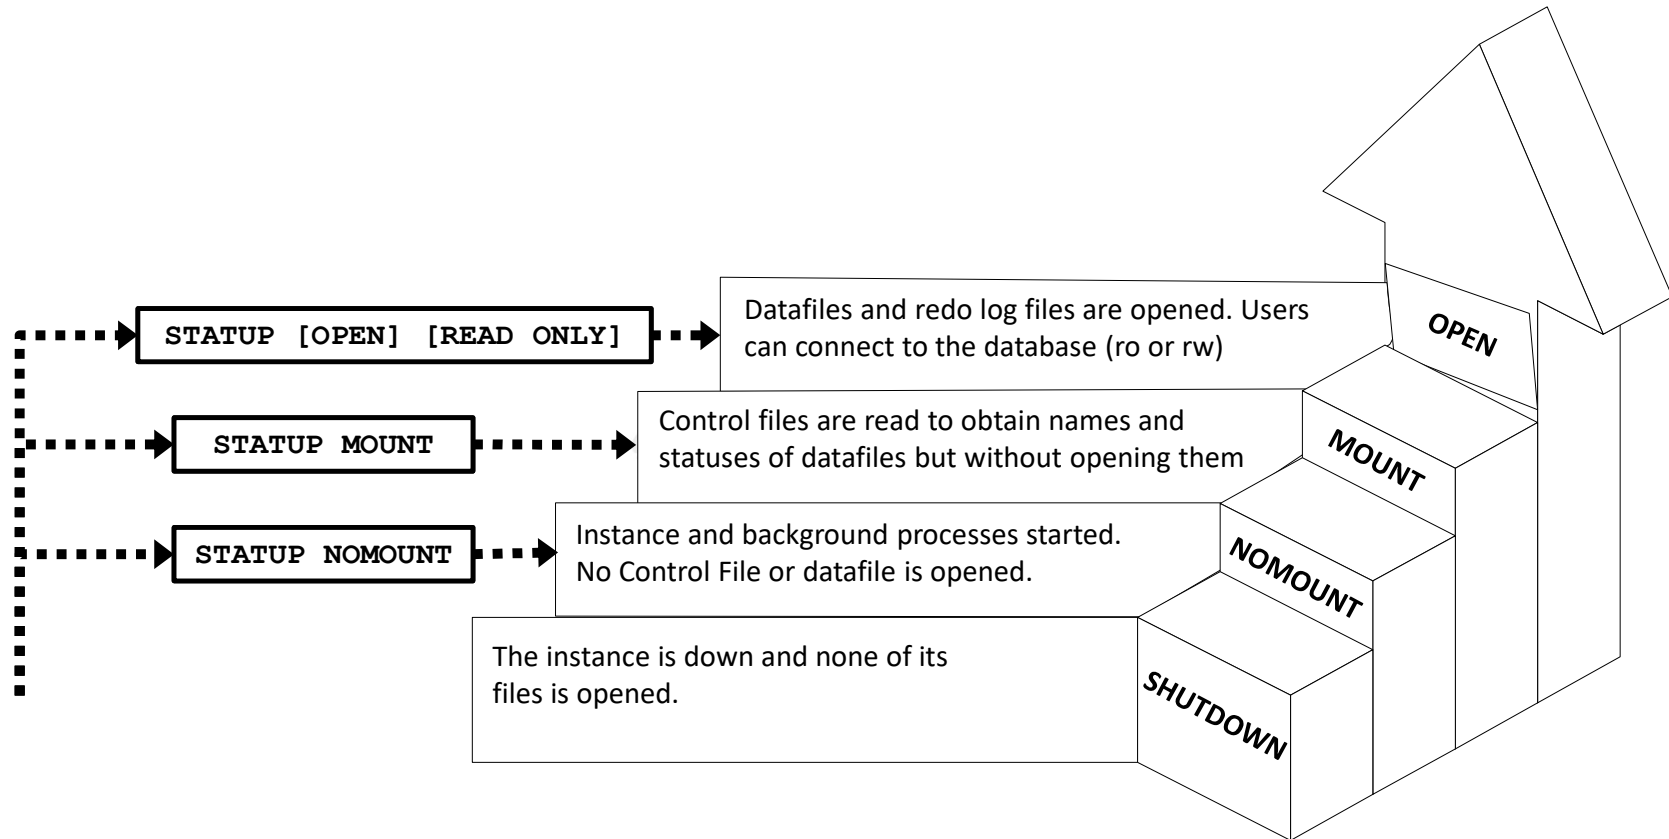 STATUP [OPEN] [READ ONLY]
Datafiles and redo log files are opened. Users
can connect to the database (ro or rw)
OPEN
STATUP MOUNT
Control files are read to obtain names and
statuses of datafiles but without opening them
MOUNT
STATUP NOMOUNT
Instance and background processes started.
No Control File or datafile is opened.
NOMOUNT
The instance is down and none of its
files is opened.
SHUTDOWN